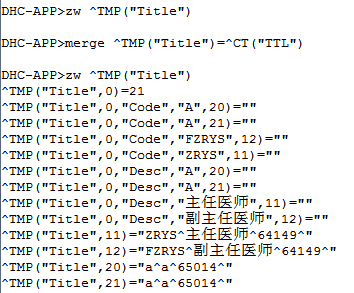 DHC-APP>zw ^TMP("Title")
DHC-APP>merge ^TMP("Title")=^CT("TTL")
DHC-APP>zw ^TMP("Title")
^TMP("Title",0)=21
^TMP("Title",0,"Code","A",20)=""
^TMP("Title",0,"Code","A",21)=""
^TMP("Title",0,"Code","FZRYS",12)=""
^TMP("Title",0,"Code","ZRYS",11)=""
^TMP("Title",0,"Desc","A",20)=""
^TMP("Title",0,"Desc","A",21)=""
^TMP("Title",0,"Desc","主任医师",11)=""
^TMP("Title",0,"Desc","副主任医师",12)=""
^TMP("Title",11)="ZRYS^主任医师^64149^"
^TMP("Title",12)="FZRYS^副主任医师^64149^"
^TMP("Title",20)="a^a^65014^"
^TMP("Title",21)="a^a^65014^"